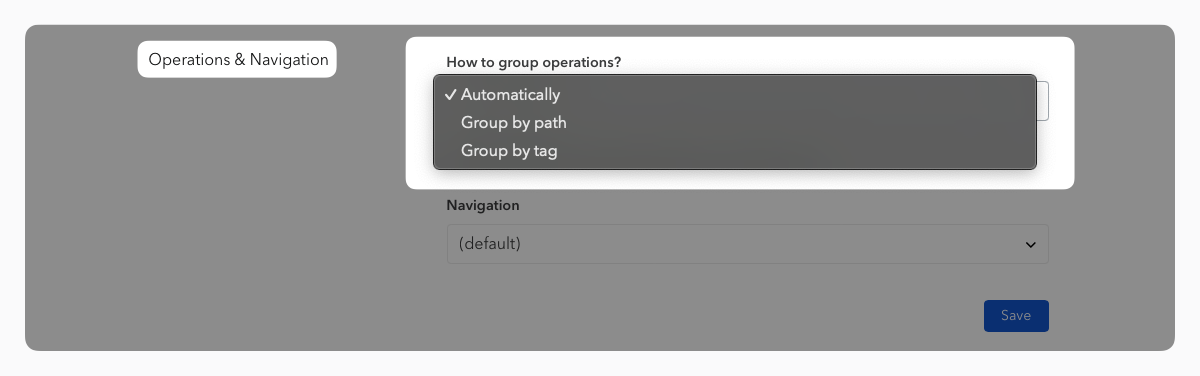 Operations & Navigation
How to group operations?
✓ Automatically
Group by path
Group by tag
Navigation
(default)
Save